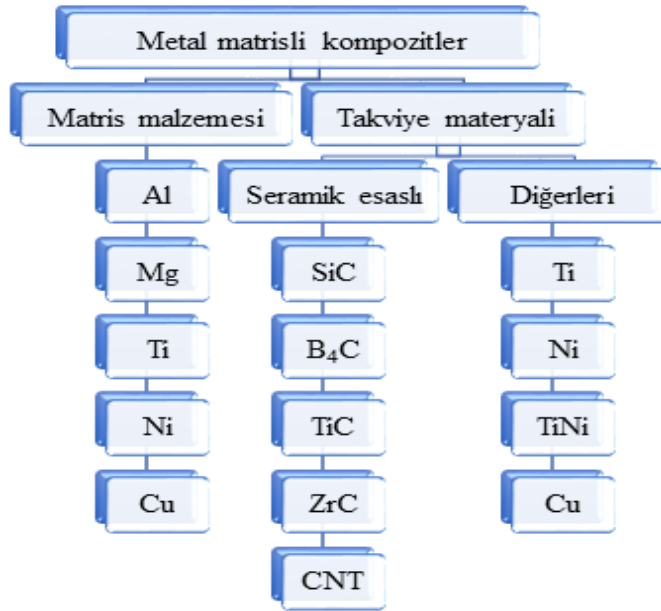 Metal matrisli kompozitler
Matris malzemesi
Takviye materyali
Al
Seramik esaslı
Diğerleri
Mg
SiC
Ti
Ti
B₄C
Ni
Ni
TiC
TiNi
Cu
ZrC
Cu
CNT